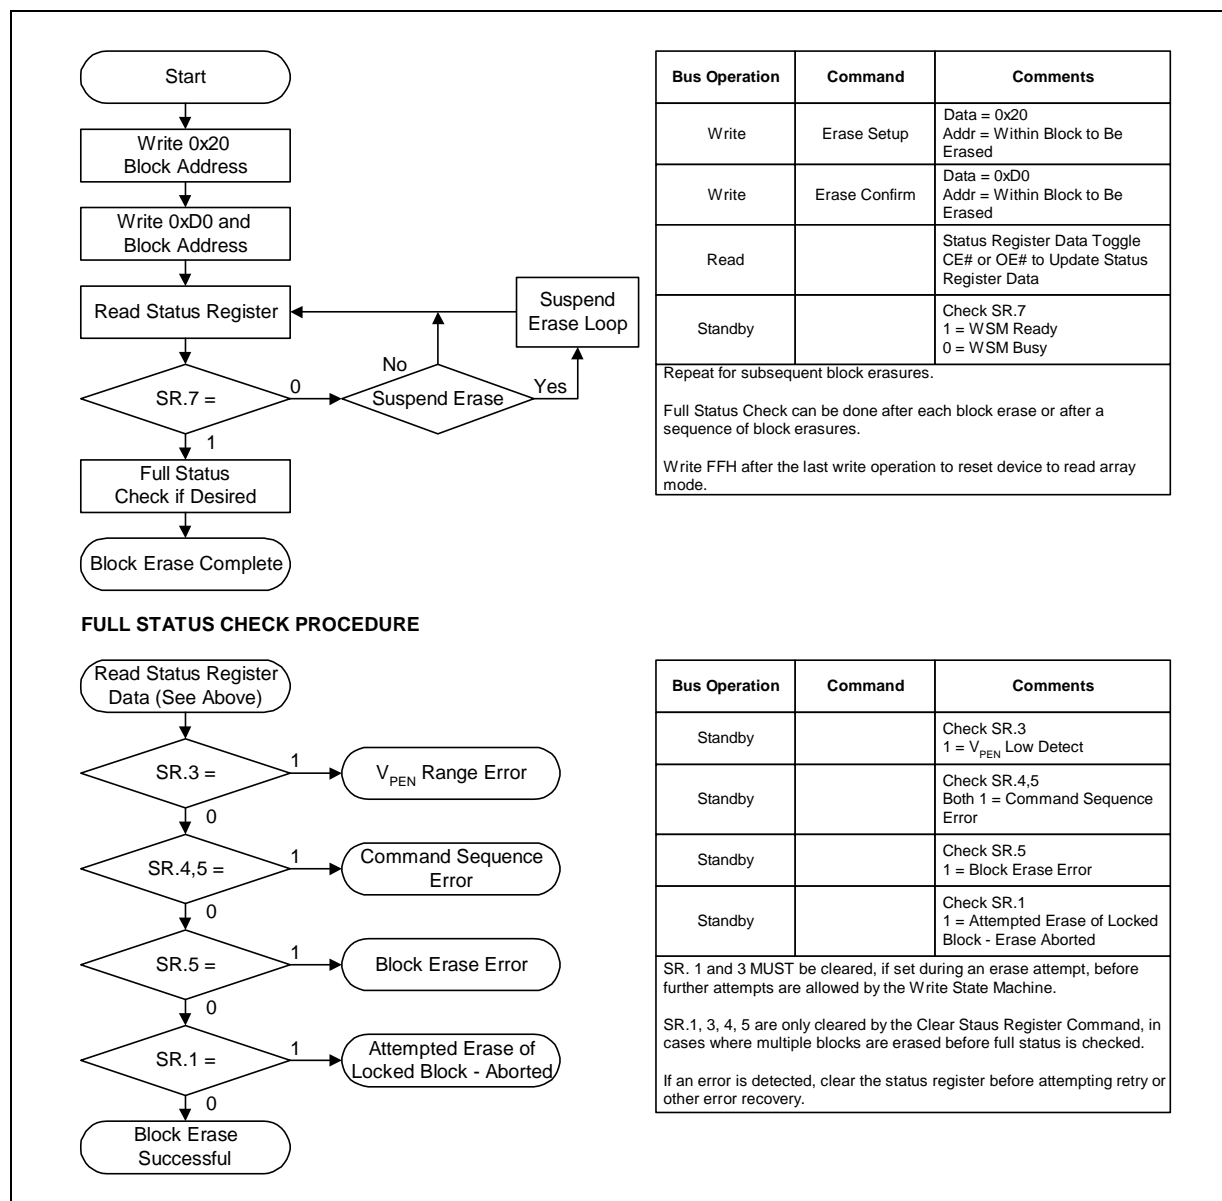 Start
Write 0x20
Block Address
Write 0xD0 and
Block Address
Read Status Register
Suspend
Erase Loop
No
Yes
SR.7 =
0
Suspend Erase
1
Full Status
Check if Desired
Block Erase Complete
Bus Operation Command Comments
Write Erase Setup Data = 0x20
Addr = Within Block to Be
Erased
Write Erase Confirm Data = 0xD0
Addr = Within Block to Be
Erased
Read Status Register Data Toggle
CE# or OE# to Update Status
Register Data
Standby Check SR.7
1 = WSM Ready
0 = WSM Busy
Repeat for subsequent block erasures.
Full Status Check can be done after each block erase or after a
sequence of block erasures.
Write FFH after the last write operation to reset device to read array
mode.
FULL STATUS CHECK PROCEDURE
Read Status Register
Data (See Above)
SR.3 =
1
VPEN Range Error
0
SR.4,5 =
1
Command Sequence
Error
0
SR.5 =
1
Block Erase Error
0
SR.1 =
1
Attempted Erase of
Locked Block - Aborted
0
Block Erase
Successful
Bus Operation Command Comments
Standby Check SR.3
1 = VPEN Low Detect
Standby Check SR.4,5
Both 1 = Command Sequence
Error
Standby Check SR.5
1 = Block Erase Error
Standby Check SR.1
1 = Attempted Erase of Locked
Block - Erase Aborted
SR. 1 and 3 MUST be cleared, if set during an erase attempt, before
further attempts are allowed by the Write State Machine.
SR.1, 3, 4, 5 are only cleared by the Clear Staus Register Command, in
cases where multiple blocks are erased before full status is checked.
If an error is detected, clear the status register before attempting retry or
other error recovery.